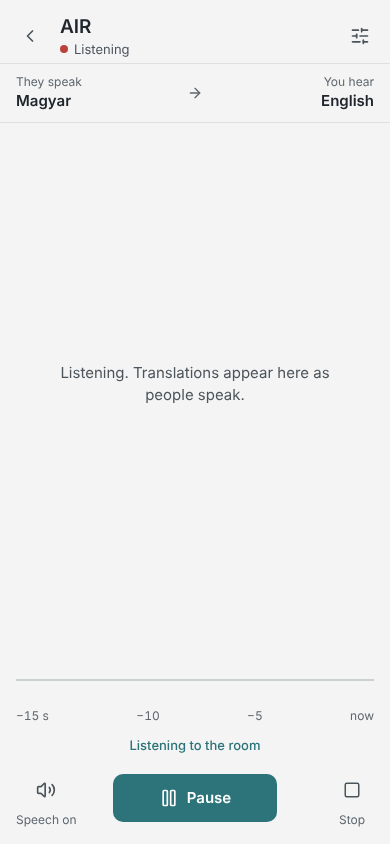 AIR
Listening
They speak
Magyar
You hear
English
Listening. Translations appear here as
people speak.
−15 s
−10
−5
now
Listening to the room
Speech on
Pause
Stop